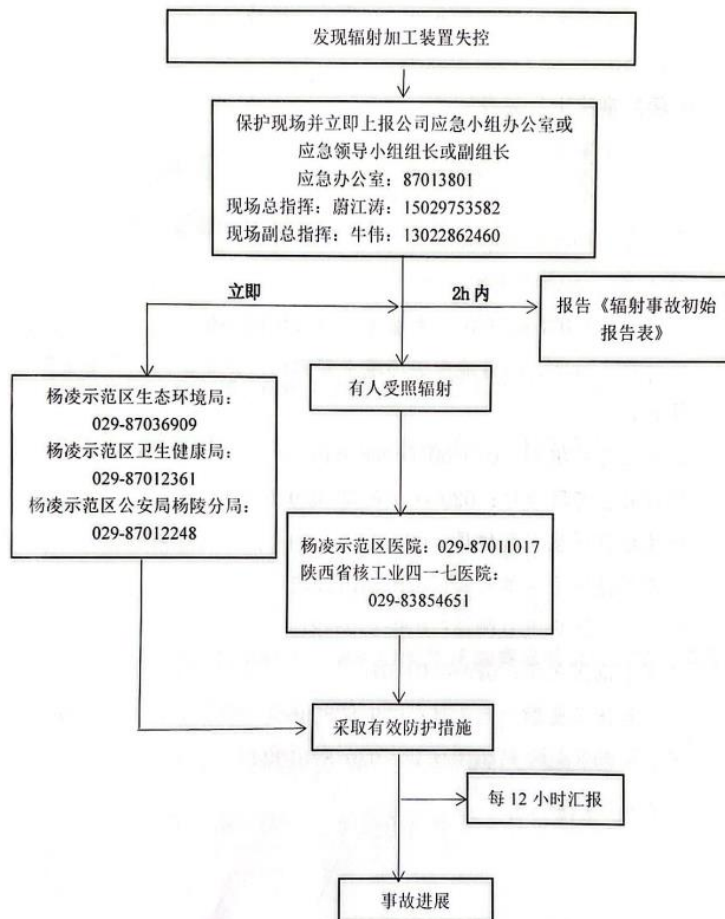 发现辐射加工装置失控
保护现场并立即上报公司应急小组办公室或
应急领导小组组长或副组长
应急办公室：87013801
现场总指挥：蔚江涛：15029753582
现场副总指挥：牛伟：13022862460
立即
2h 内
报告《辐射事故初始
报告表》
杨凌示范区生态环境局：
029-87036909
杨凌示范区卫生健康局：
029-87012361
杨凌示范区公安局杨陵分局：
029-87012248
有人受照辐射
杨凌示范区医院：029-87011017
陕西省核工业四一七医院：
029-83854651
采取有效防护措施
每 12 小时汇报
事故进展